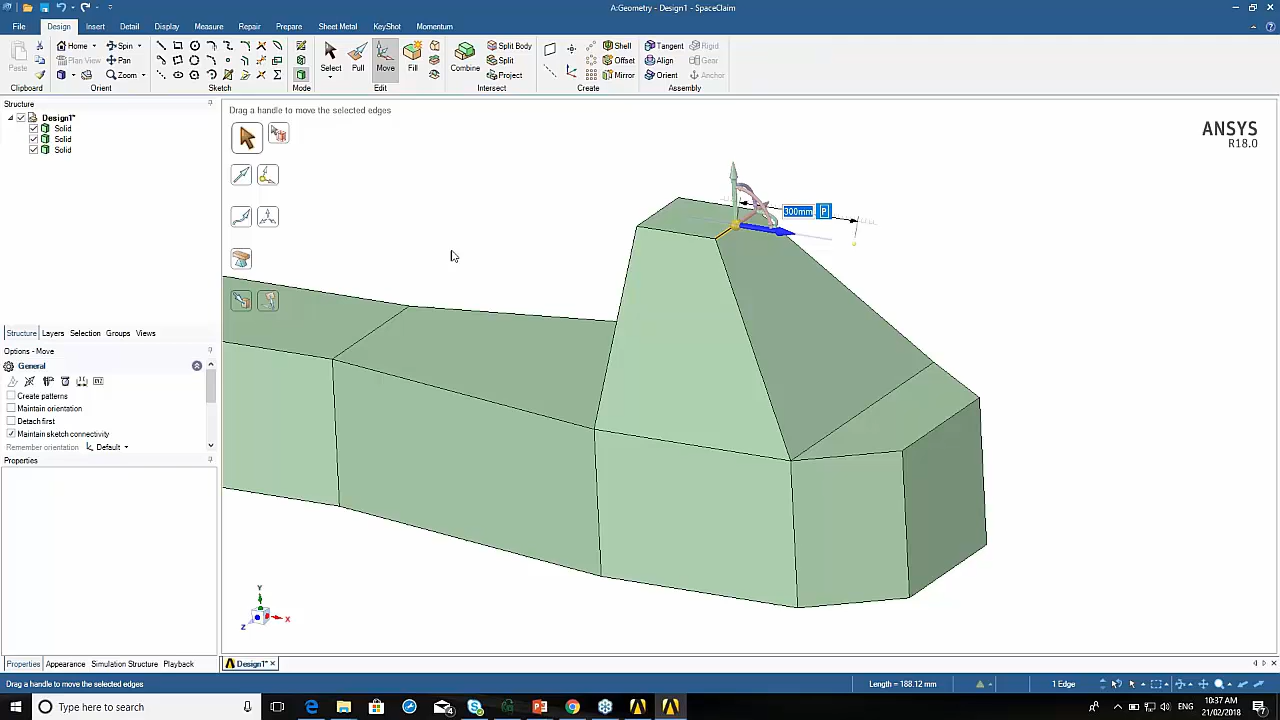 A:Geometry - Design1 - SpaceClaim
File Design Insert Detail Display Measure Repair Prepare Sheet Metal KeyShot Momentum
Paste
Home Spin
Plan View Pan
Zoom
Select Pull Move Fill
Combine
Split Body
Split
Project
Shell
Offset
Mirror
Tangent Rigid
Align Gear
Orient Anchor
Clipboard Orient Sketch Mode Edit Intersect Create Assembly
Structure
Design1*
Solid
Solid
Solid
Structure Layers Selection Groups Views
Options - Move
General
Create patterns
Maintain orientation
Detach first
Maintain sketch connectivity
Remember orientation Default
Properties
Properties Appearance Simulation Structure Playback
Drag a handle to move the selected edges
ANSYS
R18.0
300mm P
Y
X
Z
Design1*
Drag a handle to move the selected edges
Length = 188.12 mm
1 Edge
Type here to search
ENG
10:37 AM
21/02/2018